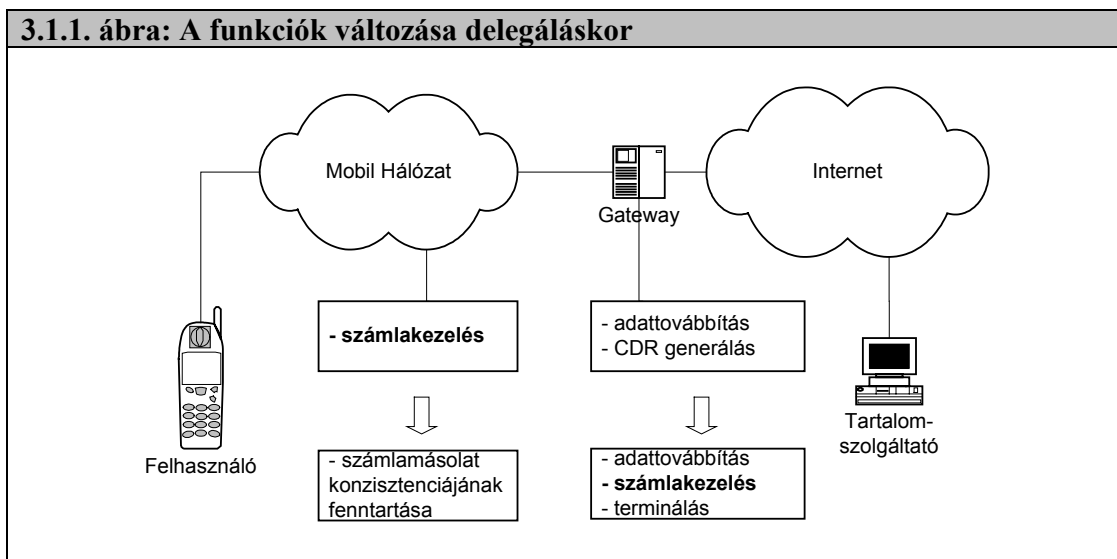 3.1.1. ábra: A funkciók változása delegáláskor
Mobil Hálózat
Internet
Gateway
- számlakezelés
- adattovábbítás
- CDR generálás
Felhasználó
Tartalom-
szolgáltató
- számlamásolat
konzisztenciájának
fenntartása
- adattovábbítás
- számlakezelés
- terminálás